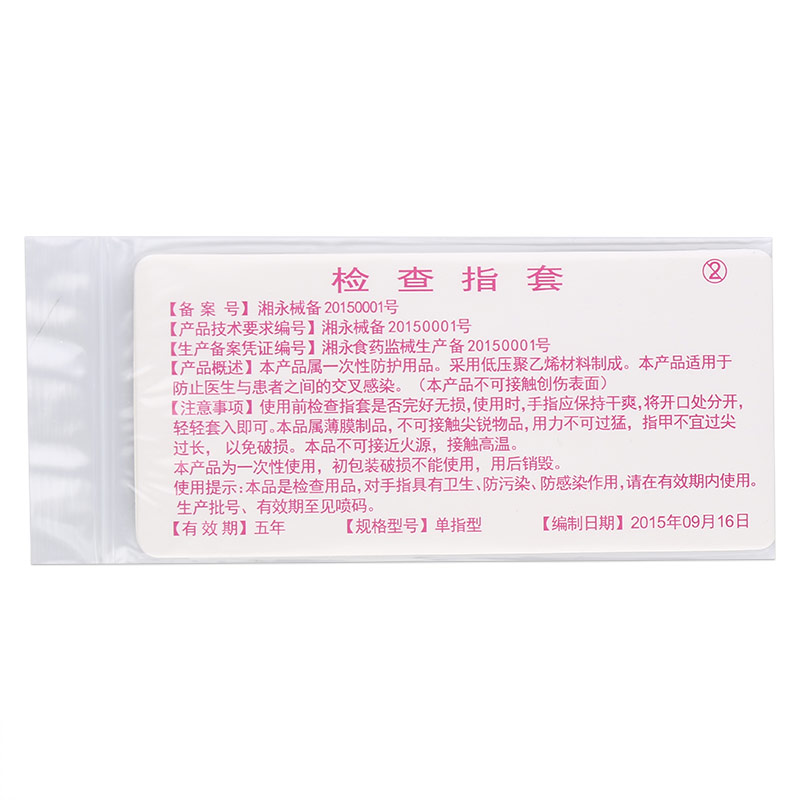 检查指套
【备案号】湘永械备20150001号
【产品技术要求编号】湘永械备20150001号
【生产备案凭证编号】湘永食药监械生产备20150001号
【产品概述】本产品属一次性防护用品。采用低压聚乙烯材料制成。本产品适用于
防止医生与患者之间的交叉感染。（本产品不可接触创伤表面）
【注意事项】使用前检查指套是否完好无损，使用时，手指应保持干爽，将开口处分开，
轻轻套入即可。本品属薄膜制品，不可接触尖锐物品，用力不可过猛，指甲不宜过尖
过长，以免破损。本品不可接近火源，接触高温。
本产品为一次性使用，初包装破损不能使用，用后销毁。
使用提示：本品是检查用品，对手指具有卫生、防污染、防感染作用，请在有效期内使用。
生产批号、有效期至见喷码。
【有效期】五年 【规格型号】单指型 【编制日期】2015年09月16日